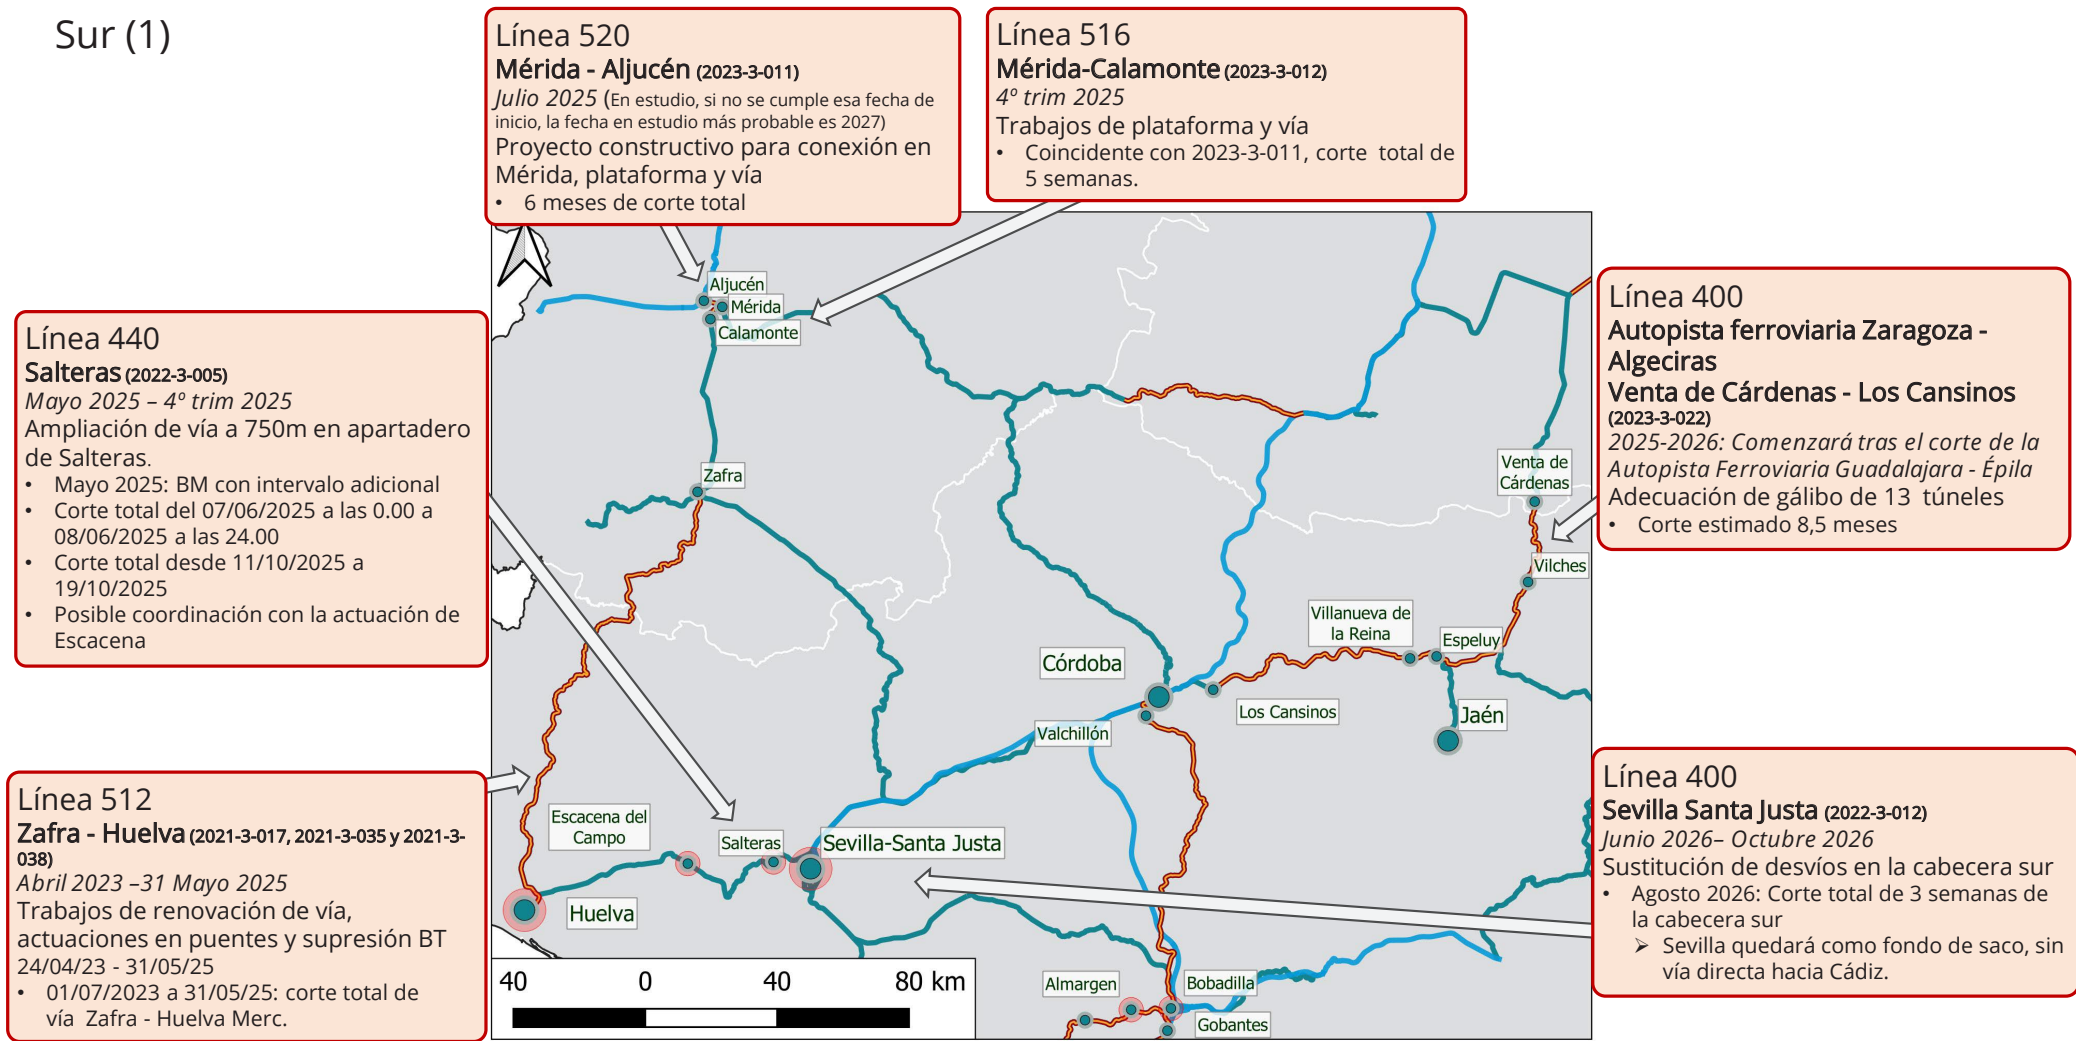 Sur (1)
Línea 520
Mérida - Aljucén (2023-3-011)
Julio 2025 (En estudio, si no se cumple esa fecha de
inicio, la fecha en estudio más probable es 2027)
Proyecto constructivo para conexión en
Mérida, plataforma y vía
• 6 meses de corte total
Línea 516
Mérida-Calamonte (2023-3-012)
4º trim 2025
Trabajos de plataforma y vía
• Coincidente con 2023-3-011, corte total de
5 semanas.
Línea 440
Salteras (2022-3-005)
Mayo 2025 – 4º trim 2025
Ampliación de vía a 750m en apartadero
de Salteras.
• Mayo 2025: BM con intervalo adicional
• Corte total del 07/06/2025 a las 0.00 a
08/06/2025 a las 24.00
• Corte total desde 11/10/2025 a
19/10/2025
• Posible coordinación con la actuación de
Escacena
Línea 400
Autopista ferroviaria Zaragoza -
Algeciras
Venta de Cárdenas - Los Cansinos
(2023-3-022)
2025-2026: Comenzará tras el corte de la
Autopista Ferroviaria Guadalajara - Épila
Adecuación de gálibo de 13 túneles
• Corte estimado 8,5 meses
Línea 512
Zafra - Huelva (2021-3-017, 2021-3-035 y 2021-3-
038)
Abril 2023 –31 Mayo 2025
Trabajos de renovación de vía,
actuaciones en puentes y supresión BT
24/04/23 - 31/05/25
• 01/07/2023 a 31/05/25: corte total de
vía Zafra - Huelva Merc.
Línea 400
Sevilla Santa Justa (2022-3-012)
Junio 2026– Octubre 2026
Sustitución de desvíos en la cabecera sur
• Agosto 2026: Corte total de 3 semanas de
la cabecera sur
➢ Sevilla quedará como fondo de saco, sin
vía directa hacia Cádiz.
Aljucén
Mérida
Calamonte
Zafra
Venta de
Cárdenas
Vilches
Villanueva de
la Reina
Espeluy
Córdoba
Los Cansinos
Jaén
Valchillón
Escacena del
Campo
Salteras
Sevilla-Santa Justa
Huelva
Almargen
Bobadilla
Gobantes
40 0 40 80 km